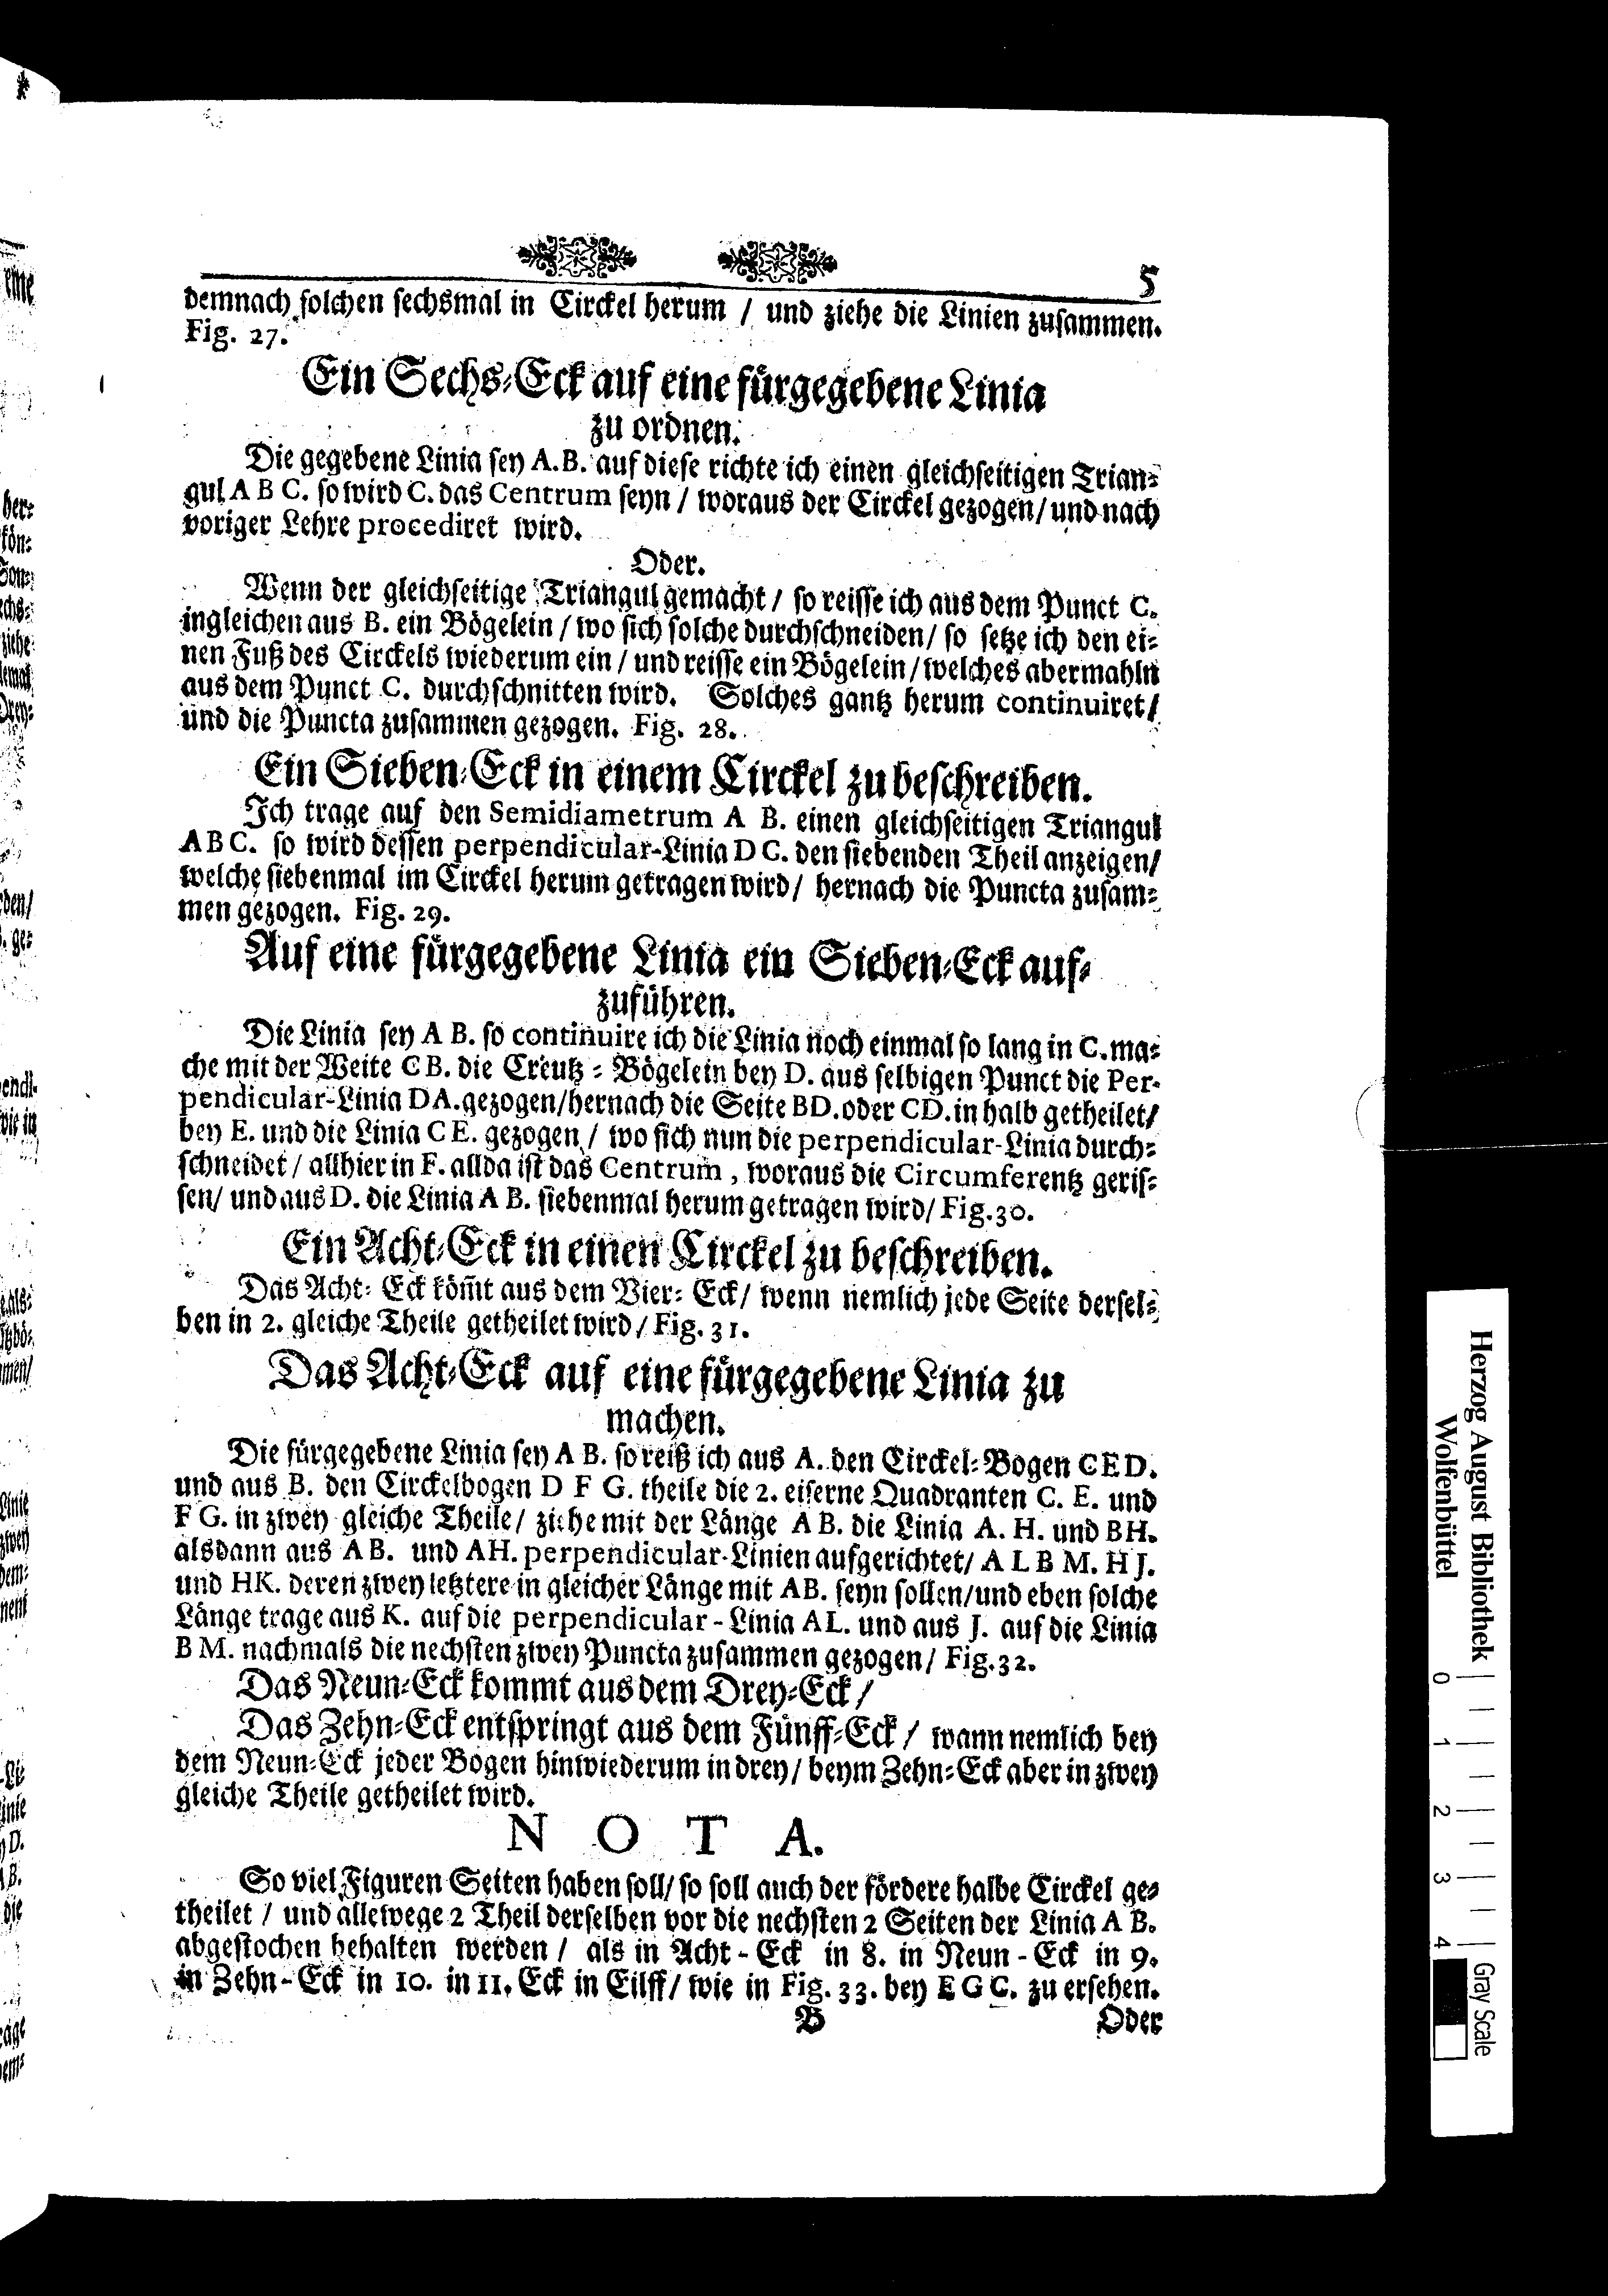 5
demnach solchen sechsmal in Circkel herum / und ziehe die Linien zusammen.
Fig. 27.
Ein Sechs-Eck auf eine fürgegebene Linia
zu ordnen.
Die gegebene Linia sey A. B. auf diese richte ich einen gleichseitigen Trian-
gul A B C. so wird C. das Centrum seyn / woraus der Circkel gezogen / und nach
voriger Lehre procediret wird.
Oder.
Wenn der gleichseitige Triangul gemacht / so reisse ich aus dem Punct C.
ingleichen aus B. ein Bögelein / wo sich solche durchschneiden / so setze ich den ei-
nen Fuß des Circkels wiederum ein / und reisse ein Bögelein / welches abermahln
aus dem Punct C. durchschnitten wird. Solches gantz herum continuiret /
und die Puncta zusammen gezogen. Fig. 28.
Ein Sieben-Eck in einem Circkel zu beschreiben.
Ich trage auf den Semidiametrum A B. einen gleichseitigen Triangul
A B C. so wird dessen perpendicular-Linia D C. den siebenden Theil anzeigen /
welche siebenmal im Circkel herum getragen wird / hernach die Puncta zusam-
men gezogen. Fig. 29.
Auf eine fürgegebene Linia ein Sieben-Eck auf-
zuführen.
Die Linia sey A B. so continuire ich die Linia noch einmal so lang in C. ma-
che mit der Weite C B. die Creutz-Bögelein bey D. aus selbigen Punct die Per-
pendicular-Linia D A. gezogen / hernach die Seite B D. oder C D. in halb getheilet /
bey E. und die Linia C E. gezogen / wo sich nun die perpendicular-Linia durch-
schneidet / allhier in F. allda ist das Centrum, woraus die Circumferentz geris-
sen / und aus D. die Linia A B. siebenmal herum getragen wird / Fig. 30.
Ein Acht-Eck in einen Circkel zu beschreiben.
Das Acht-Eck kom̃t aus dem Vier-Eck / wenn nemlich jede Seite dersel-
ben in 2. gleiche Theile getheilet wird / Fig. 31.
Das Acht-Eck auf eine fürgegebene Linia zu
machen.
Die fürgegebene Linia sey A B. so reiß ich aus A. den Circkel-Bogen C E D.
und aus B. den Circkelbogen D F G. theile die 2. eiserne Quadranten C. E. und
F G. in zwey gleiche Theile / ziehe mit der Länge A B. die Linia A. H. und B H.
alsdann aus A B. und A H. perpendicular-Linien aufgerichtet / A L B M. H J.
und H K. deren zwey letztere in gleicher Länge mit A B. seyn sollen / und eben solche
Länge trage aus K. auf die perpendicular-Linia A L. und aus J. auf die Linia
B M. nachmals die nechsten zwey Puncta zusammen gezogen / Fig. 32.
Das Neun-Eck kommt aus dem Drey-Eck /
Das Zehn-Eck entspringt aus dem Fünff-Eck / wann nemlich bey
dem Neun-Eck jeder Bogen hinwiederum in drey / beym Zehn-Eck aber in zwey
gleiche Theile getheilet wird.
N O T A.
So viel Figuren Seiten haben soll / so soll auch der fördere halbe Circkel ge-
theilet / und allewege 2 Theil derselben vor die nechsten 2 Seiten der Linia A B.
abgestochen behalten werden / als in Acht-Eck in 8. in Neun-Eck in 9.
in Zehn-Eck in 10. in 11. Eck in Eilff / wie in Fig. 33. bey E G C. zu ersehen.
B Oder
Herzog August Bibliothek
Wolfenbüttel
0 1 2 3 4
Gray Scale